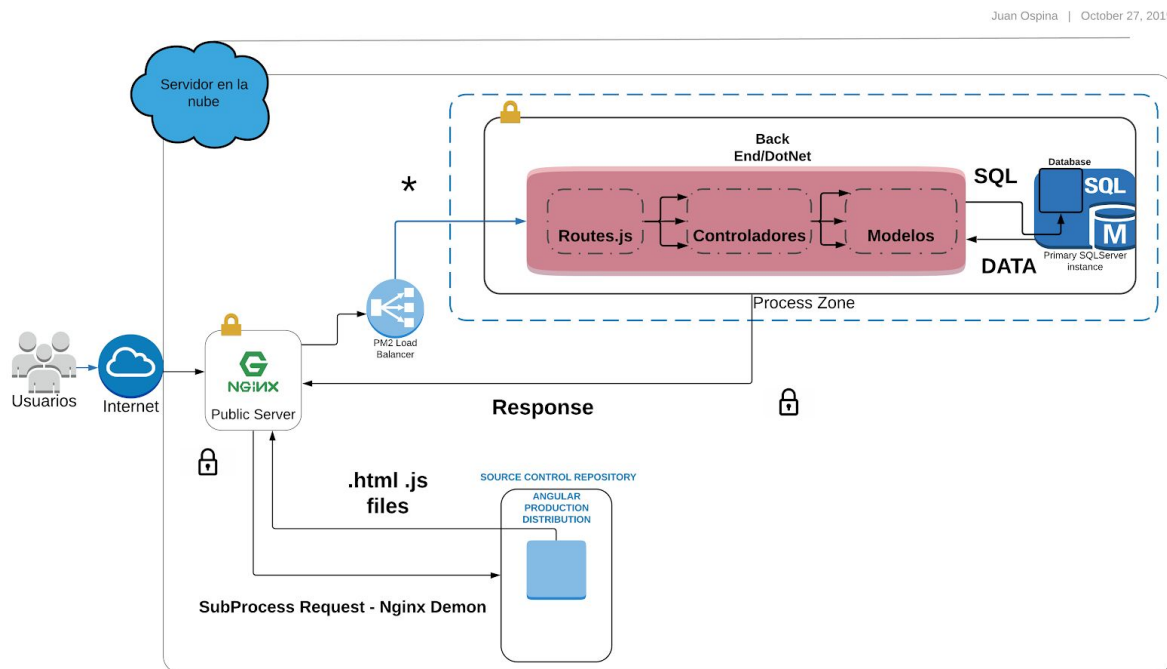 Juan Ospina | October 27, 201
Servidor en la
nube
Back
End/DotNet
*
SQL
Database
SQL
Routes.js
Controladores
Modelos
M
DATA
Primary SQLServer
instance
Process Zone
PM2 Load
Balancer
Usuarios
Internet
G
NGINX
Public Server
Response
.html .js
files
SOURCE CONTROL REPOSITORY
ANGULAR
PRODUCTION
DISTRIBUTION
SubProcess Request - Nginx Demon